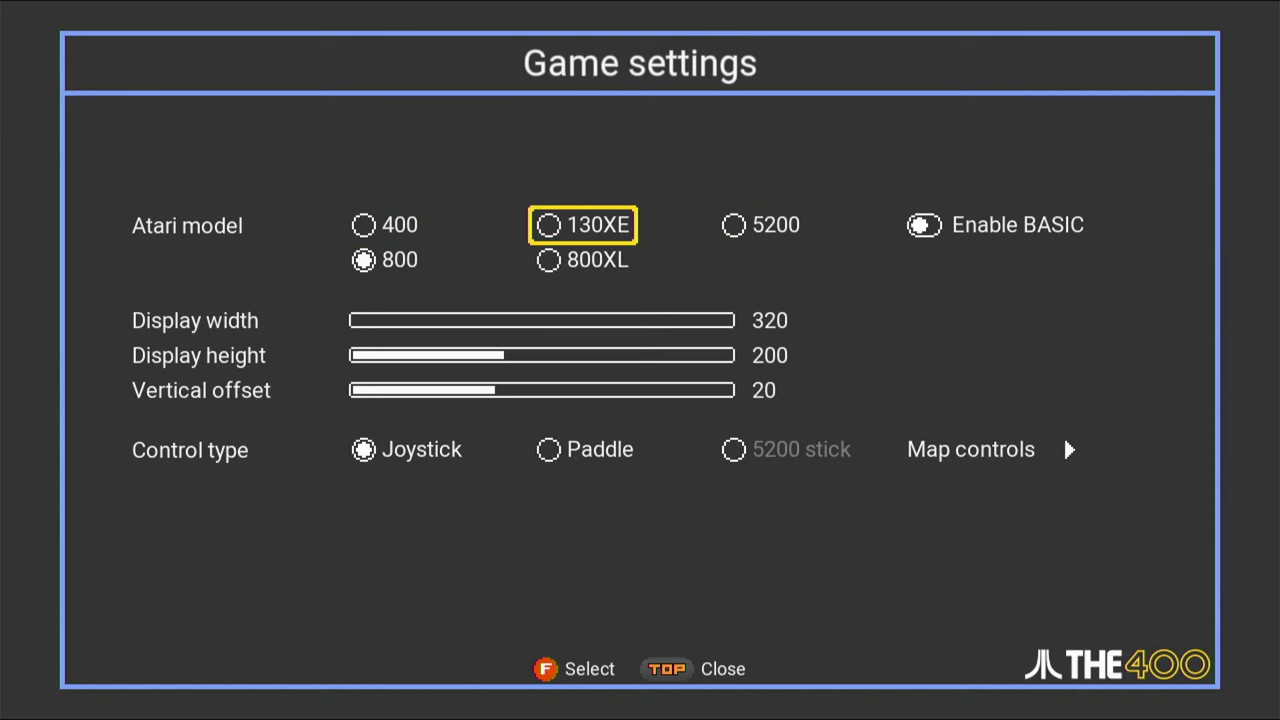 Game settings
Atari model 400 130XE 5200 Enable BASIC
800 800XL
Display width 320
Display height 200
Vertical offset 20
Control type Joystick Paddle 5200 stick Map controls
F Select TOP Close
THE400